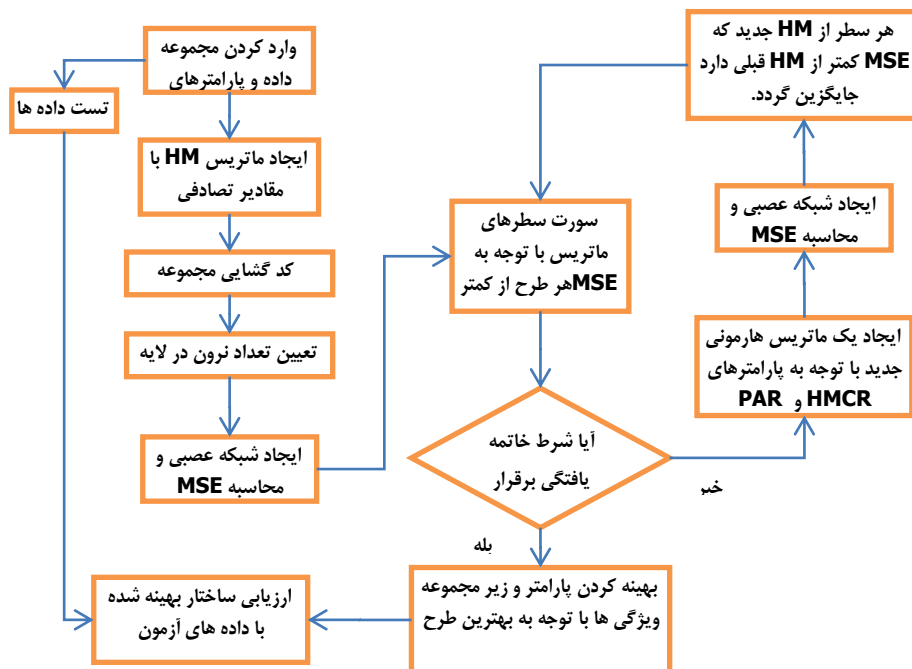 وارد کردن مجموعه
داده و پارامترهای
تست داده ها
ایجاد ماتریس HM با
مقادیر تصادفی
کد گشایی مجموعه
تعیین تعداد نرون در لایه
ایجاد شبکه عصبی و
محاسبه MSE
سورت سطرهای
ماتریس با توجه به
MSEهر طرح از کمتر
آیا شرط خاتمه
یافتگی برقرار
خیر
بله
ایجاد یک ماتریس هارمونی
جدید با توجه به پارامترهای
HMCR و PAR
ایجاد شبکه عصبی و
محاسبه MSE
هر سطر از HM جدید که
MSE کمتر از HM قبلی دارد
جایگزین گردد.
بهینه کردن پارامتر و زیر مجموعه
ویژگی ها با توجه به بهترین طرح
ارزیابی ساختار بهینه شده
با داده های آزمون